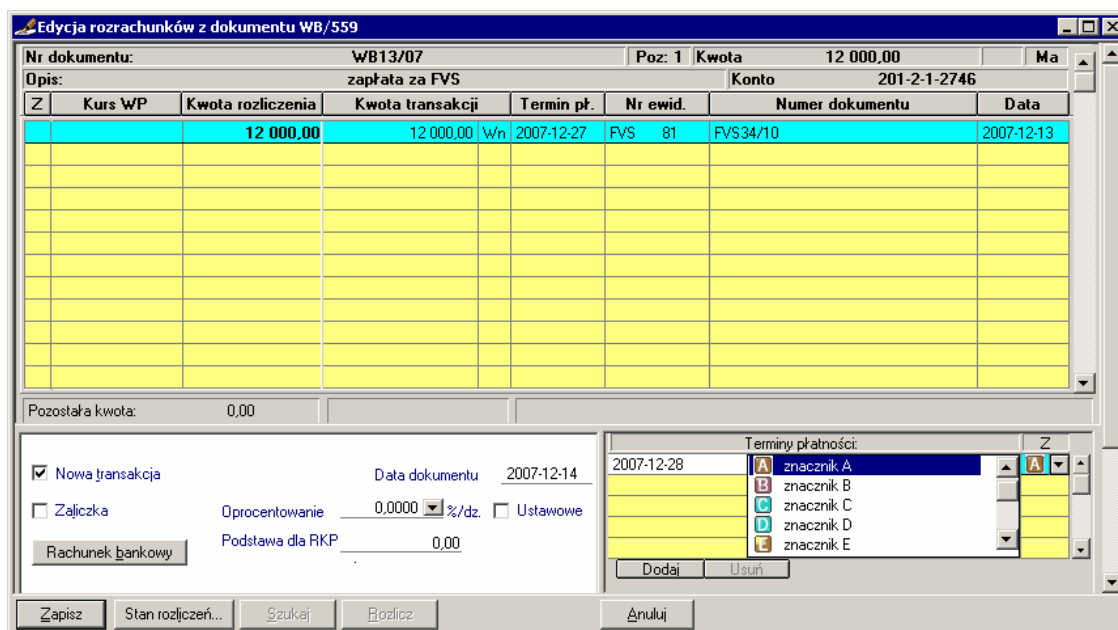 Edycja rozrachunków z dokumentu WB/559
Nr dokumentu: WB13/07 Poz: 1 Kwota 12 000,00 Ma
Opis: zapłata za FVS Konto 201-2-1-2746
Z Kurs WP Kwota rozliczenia Kwota transakcji Termin pł. Nr ewid. Numer dokumentu Data
12 000,00 12 000,00 Wn 2007-12-27 FVS 81 FVS34/10 2007-12-13
Pozostała kwota: 0,00
Terminy płatności: Z
2007-12-28 A znacznik A A
B znacznik B
C znacznik C
D znacznik D
E znacznik E
Dodaj Usuń
Nowa transakcja Data dokumentu 2007-12-14
Zaliczka Oprocentowanie 0,0000 %/dz. Ustawowe
Podstawa dla RKP 0,00
Rachunek bankowy
Zapisz Stan rozliczeń... Szukaj Rozlicz Anuluj